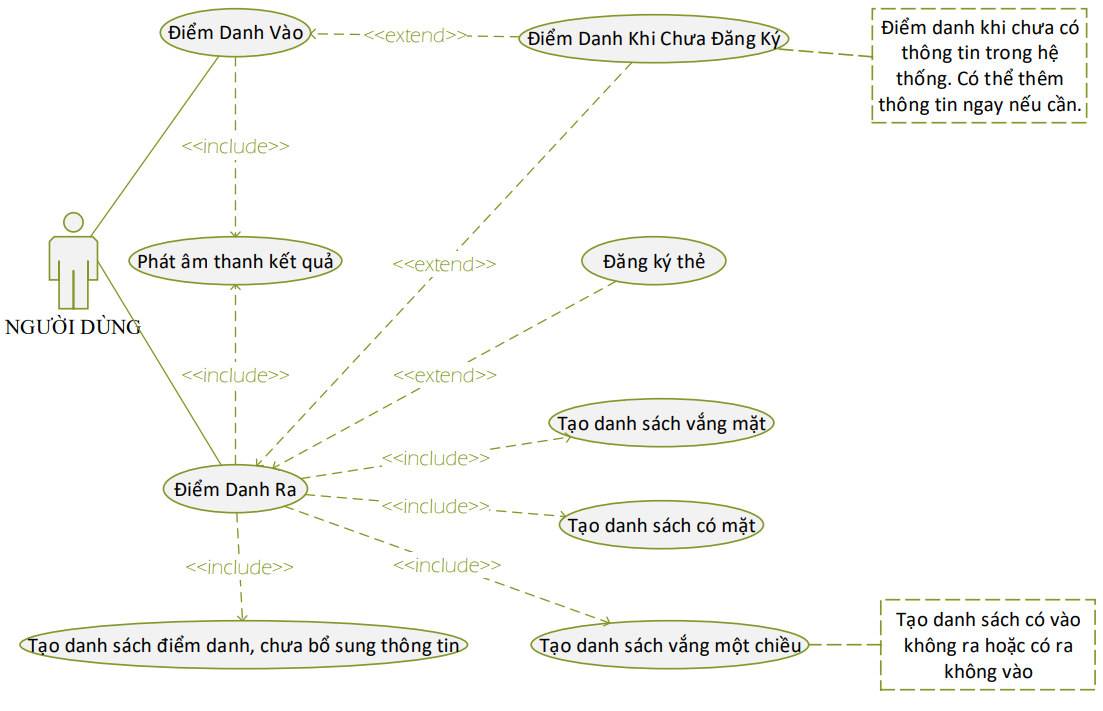 Điểm Danh Vào
<<extend>>
Điểm Danh Khi Chưa Đăng Ký
Điểm danh khi chưa có
thông tin trong hệ
thống. Có thể thêm
thông tin ngay nếu cần.
<<include>>
Phát âm thanh kết quả
<<extend>>
Đăng ký thẻ
NGƯỜI DÙNG
<<include>>
<<extend>>
Tạo danh sách vắng mặt
<<include>>
Điểm Danh Ra
<<include>>
Tạo danh sách có mặt
<<include>>
<<include>>
Tạo danh sách điểm danh, chưa bổ sung thông tin
Tạo danh sách vắng một chiều
Tạo danh sách có vào
không ra hoặc có ra
không vào